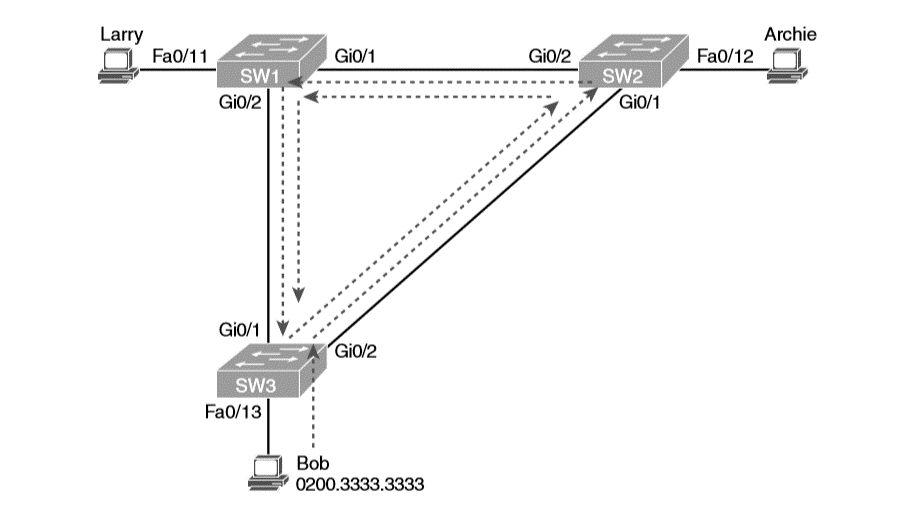 Larry
Archie
Fa0/11
Gi0/1
Gi0/2
Fa0/12
SW1
SW2
Gi0/2
Gi0/1
Gi0/1
Gi0/2
SW3
Fa0/13
Bob
0200.3333.3333